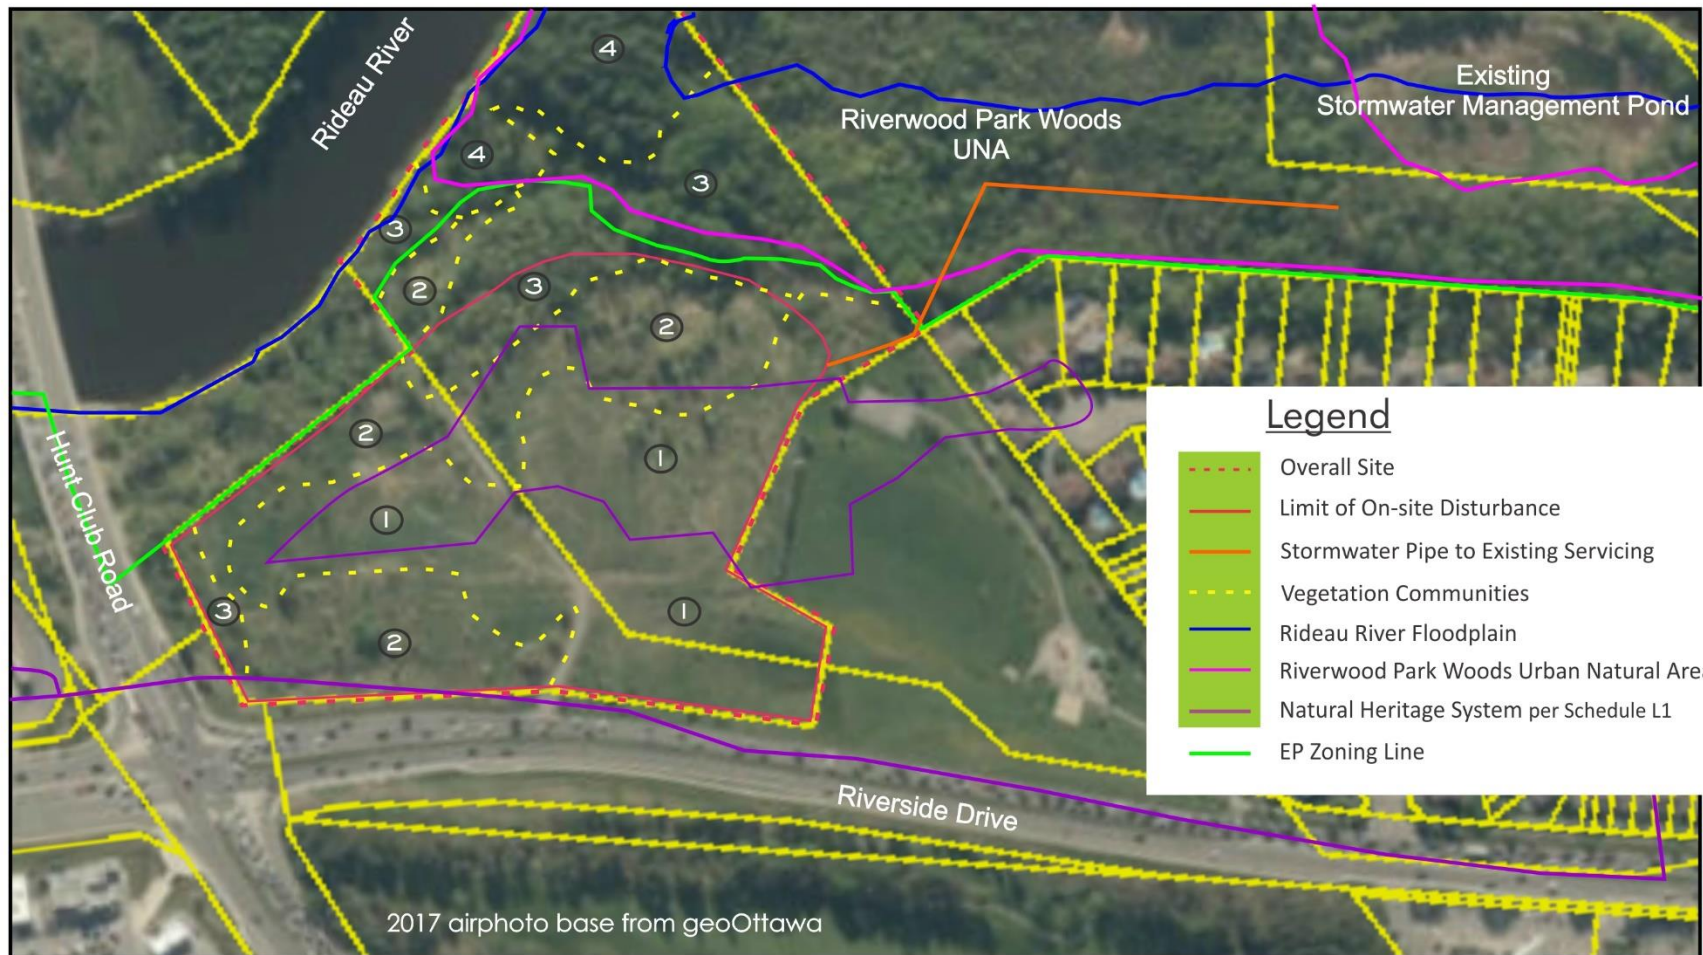 4
Rideau River
Existing
Stormwater Management Pond
Riverwood Park Woods
UNA
4
3
3
2
3
2
Legend
Overall Site
Limit of On-site Disturbance
Stormwater Pipe to Existing Servicing
Vegetation Communities
Rideau River Floodplain
Riverwood Park Woods Urban Natural Area
Natural Heritage System per Schedule L1
EP Zoning Line
2
1
1
Hunt Club Road
3
1
2
Riverside Drive
2017 airphoto base from geoOttawa